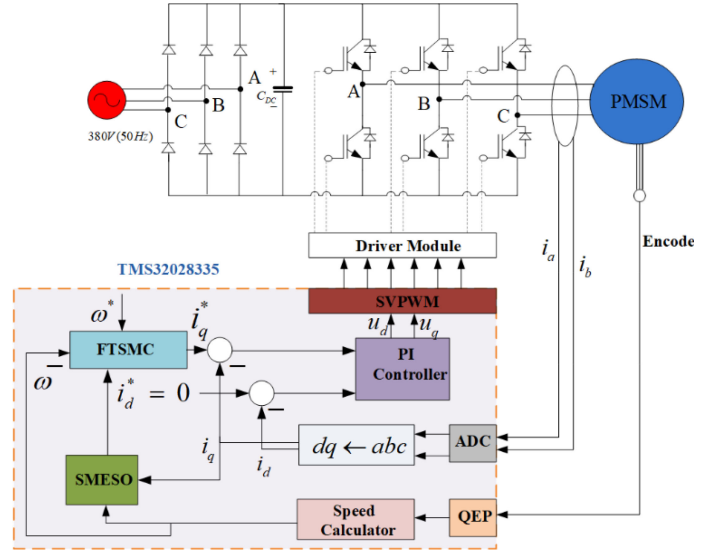 A
B
C
380V(50Hz)
+
C_DC
−
A
B
C
PMSM
Driver Module
i_a
i_b
Encode
TMS32028335
SVPWM
ω*
i_q*
u_d
u_q
FTSMC
−
PI
Controller
ω
−
i_d* = 0
−
i_q
i_d
dq ← abc
ADC
SMESO
Speed
Calculator
QEP